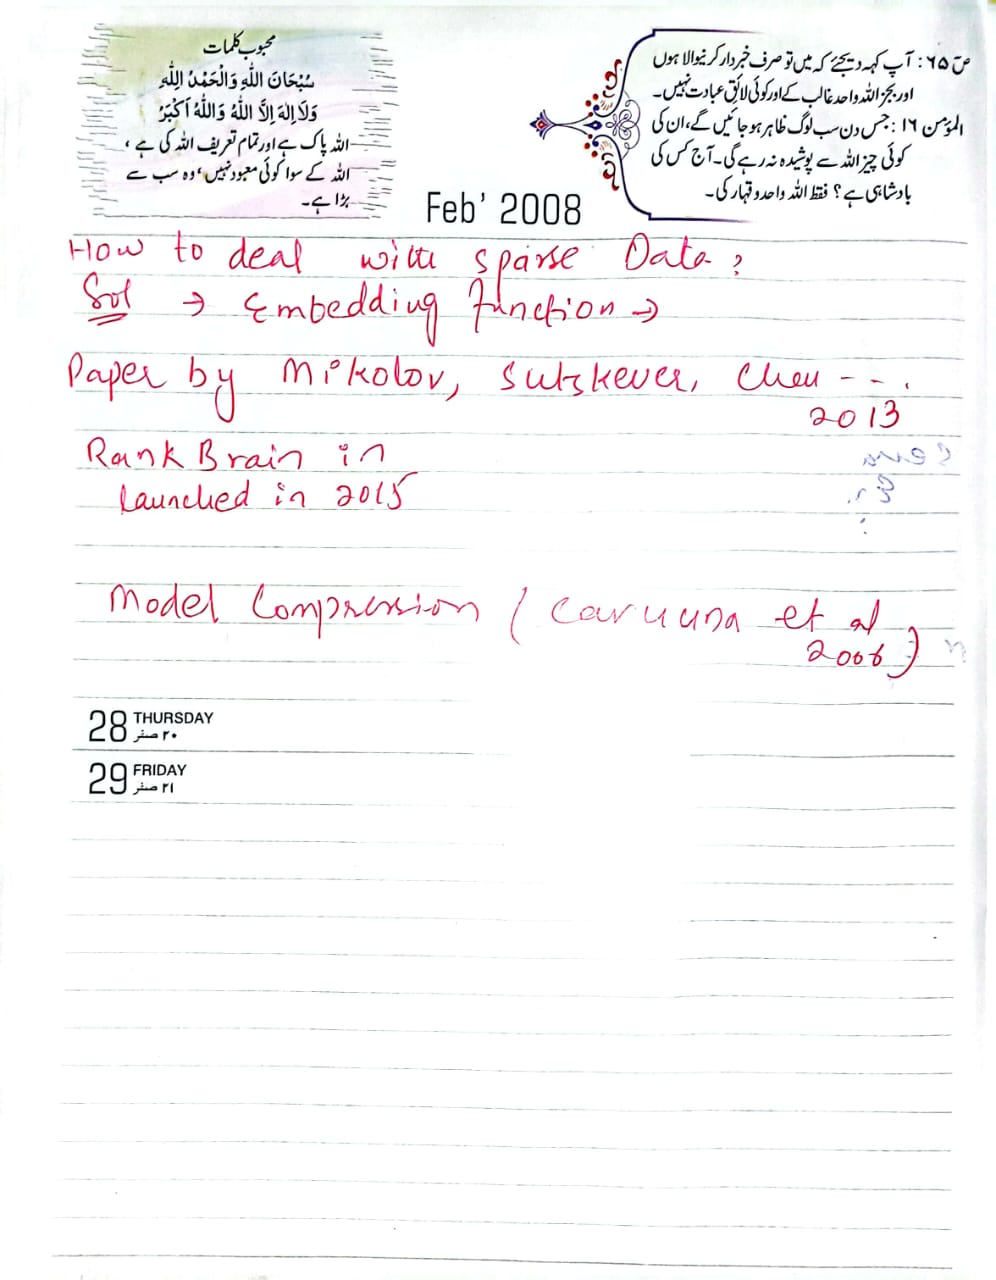 محبوب کلمات
سُبْحَانَ اللّٰهِ وَالْحَمْدُ لِلّٰهِ
وَلَا اِلٰهَ اِلَّا اللّٰهُ وَاللّٰهُ اَكْبَرُ
اللہ پاک ہے اور تمام تعریف اللہ کی ہے،
اللہ کے سوا کوئی معبود نہیں، وہ سب سے
بڑا ہے۔
صٓ ۶۵: آپ کہہ دیجئے کہ میں تو صرف خبردار کرنیوالا ہوں
اور بجز اللہ واحد غالب کے اور کوئی لائق عبادت نہیں۔
المؤمن ۱۶: جس دن سب لوگ ظاہر ہو جائیں گے، ان کی
کوئی چیز اللہ سے پوشیدہ نہ رہے گی۔ آج کس کی
بادشاہی ہے؟ فقط اللہ واحد و قہار کی۔
Feb' 2008
How to deal with sparse Data?
Sol → Embedding function →
Paper by Mikolov, Sutskever, Chen - - .
2013
RankBrain in
launched in 2015
Model Compression (Caruuna et al
2006)
28 THURSDAY
۲۰ صفر
29 FRIDAY
۲۱ صفر